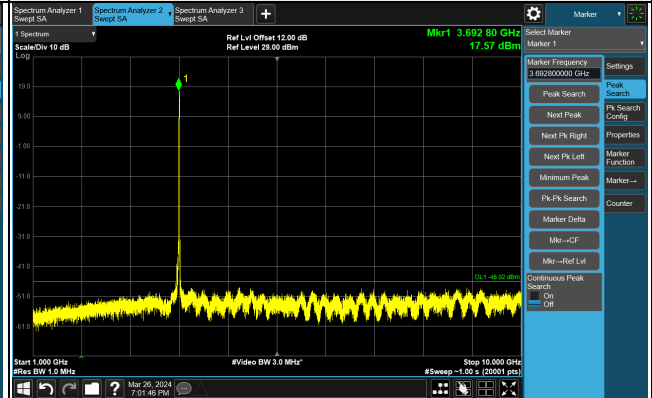 Spectrum Analyzer 1
Swept SA
Spectrum Analyzer 2
Swept SA
Spectrum Analyzer 3
Swept SA
+
Marker
1 Spectrum
Scale/Div 10 dB
Log
Ref Lvl Offset 12.00 dB
Ref Level 29.00 dBm
Mkr1 3.692 80 GHz
17.57 dBm
Select Marker
Marker 1
Marker Frequency
3.692800000 GHz
Settings
Peak Search
Peak
Search
Next Peak
Pk Search
Config
Next Pk Right
Properties
Next Pk Left
Marker
Function
Minimum Peak
Marker→
Pk-Pk Search
Counter
Marker Delta
Mkr→CF
Mkr→Ref Lvl
Continuous Peak
Search
On
Off
1
19.0
9.00
-1.00
-11.0
-21.0
-31.0
-41.0
-51.0
-61.0
DL1 -46.02 dBm
Start 1.000 GHz
#Res BW 1.0 MHz
#Video BW 3.0 MHz*
Stop 10.000 GHz
#Sweep ~1.00 s (20001 pts)
?
Mar 26, 2024
7:01:46 PM